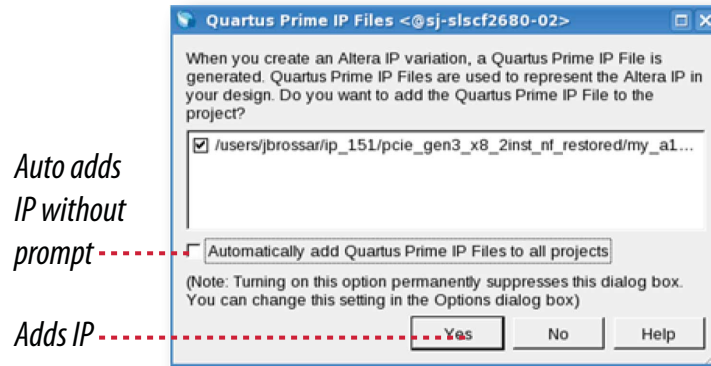 Quartus Prime IP Files <@sj-slscf2680-02>
When you create an Altera IP variation, a Quartus Prime IP File is
generated. Quartus Prime IP Files are used to represent the Altera IP in
your design. Do you want to add the Quartus Prime IP File to the
project?
/users/jbrossar/ip_151/pcie_gen3_x8_2inst_nf_restored/my_a1...
Auto adds
IP without
prompt
Automatically add Quartus Prime IP Files to all projects
(Note: Turning on this option permanently suppresses this dialog box.
You can change this setting in the Options dialog box)
Adds IP
Yes No Help